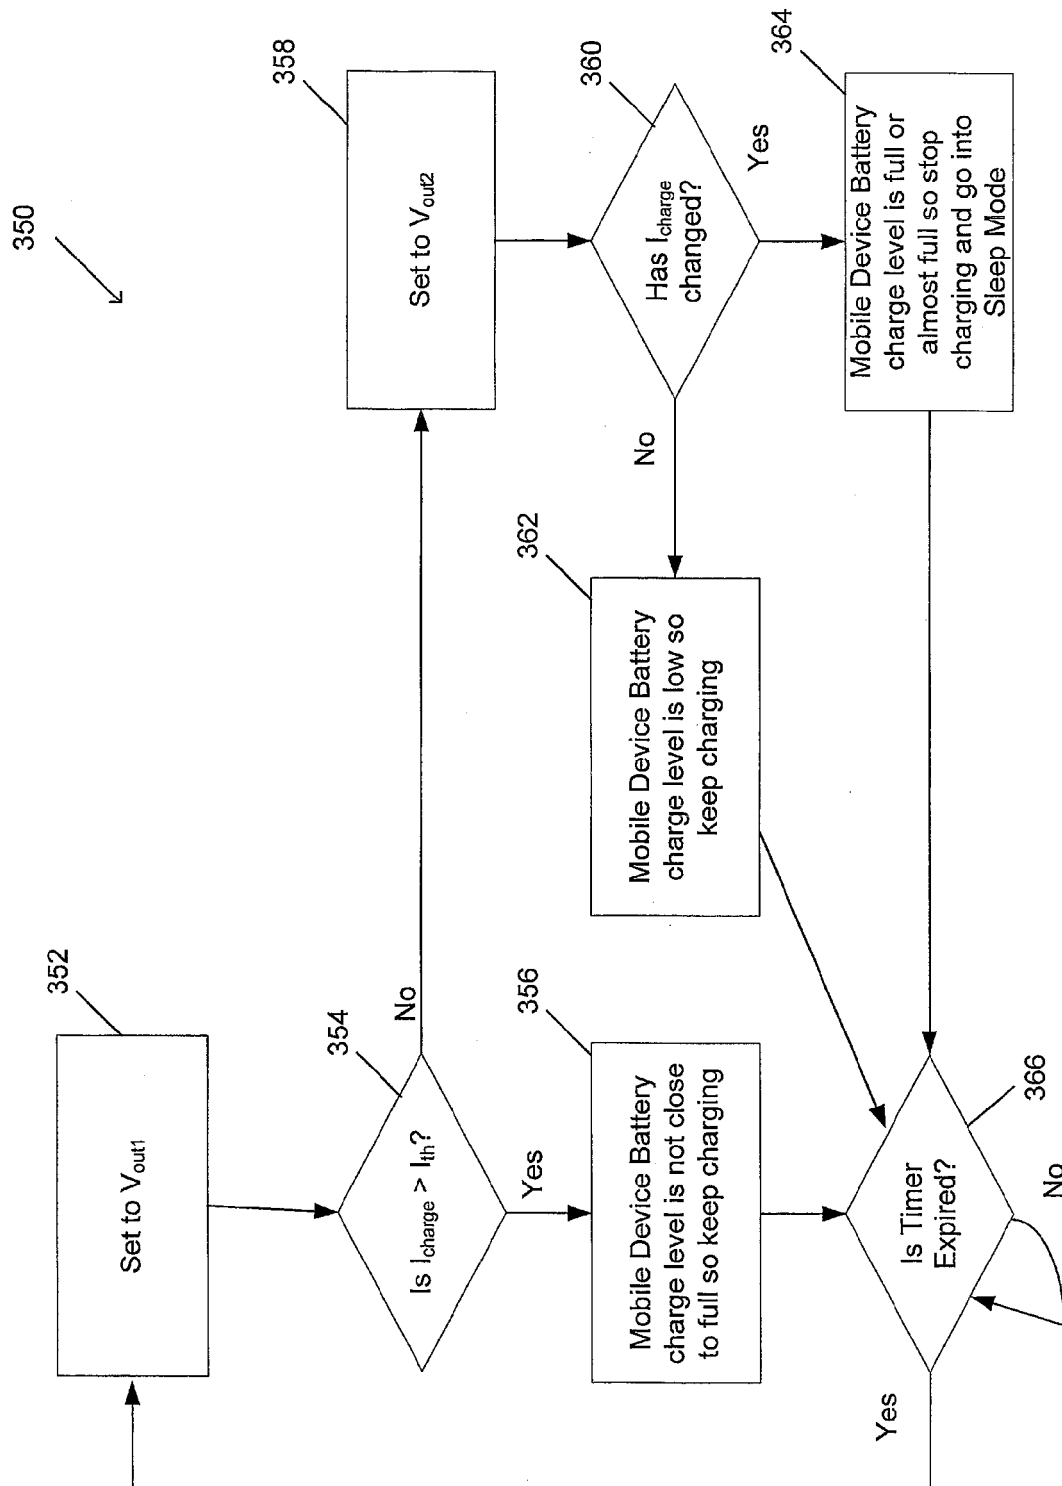 350
352
Set to Vout1
354
Is Icharge > Ith?
No
Yes
356
Mobile Device Battery
charge level is not close
to full so keep charging
358
Set to Vout2
360
Has Icharge
changed?
No
Yes
362
Mobile Device Battery
charge level is low so
keep charging
364
Mobile Device Battery
charge level is full or
almost full so stop
charging and go into
Sleep Mode
366
Is Timer
Expired?
Yes
No